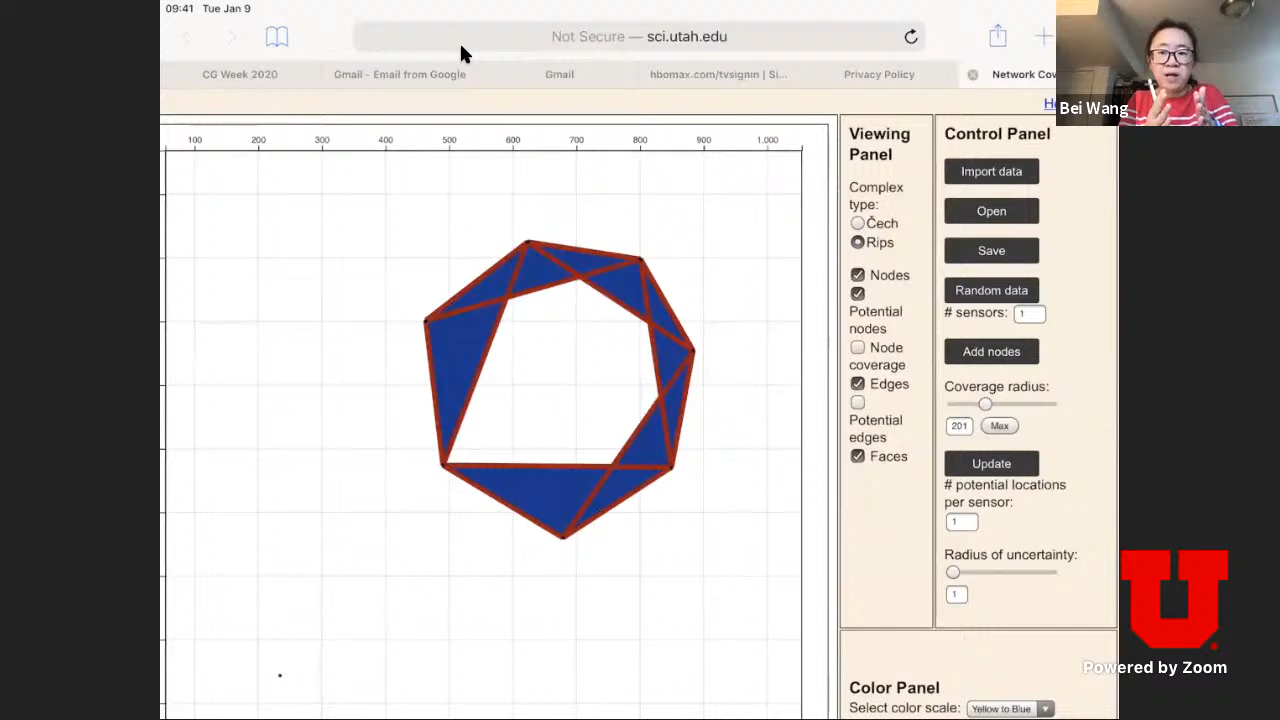 09:41 Tue Jan 9
Not Secure — sci.utah.edu
CG Week 2020
Gmail - Email from Google
Gmail
hbomax.com/tvsignin | Si...
Privacy Policy
Network Cov
Bei Wang
100 200 300 400 500 600 700 800 900 1,000
Viewing
Panel
Complex
type:
Čech
Rips
Nodes
Potential
nodes
Node
coverage
Edges
Potential
edges
Faces
Control Panel
Import data
Open
Save
Random data
# sensors: 1
Add nodes
Coverage radius:
201 Max
Update
# potential locations
per sensor:
1
Radius of uncertainty:
1
Color Panel
Select color scale: Yellow to Blue
U
Powered by Zoom